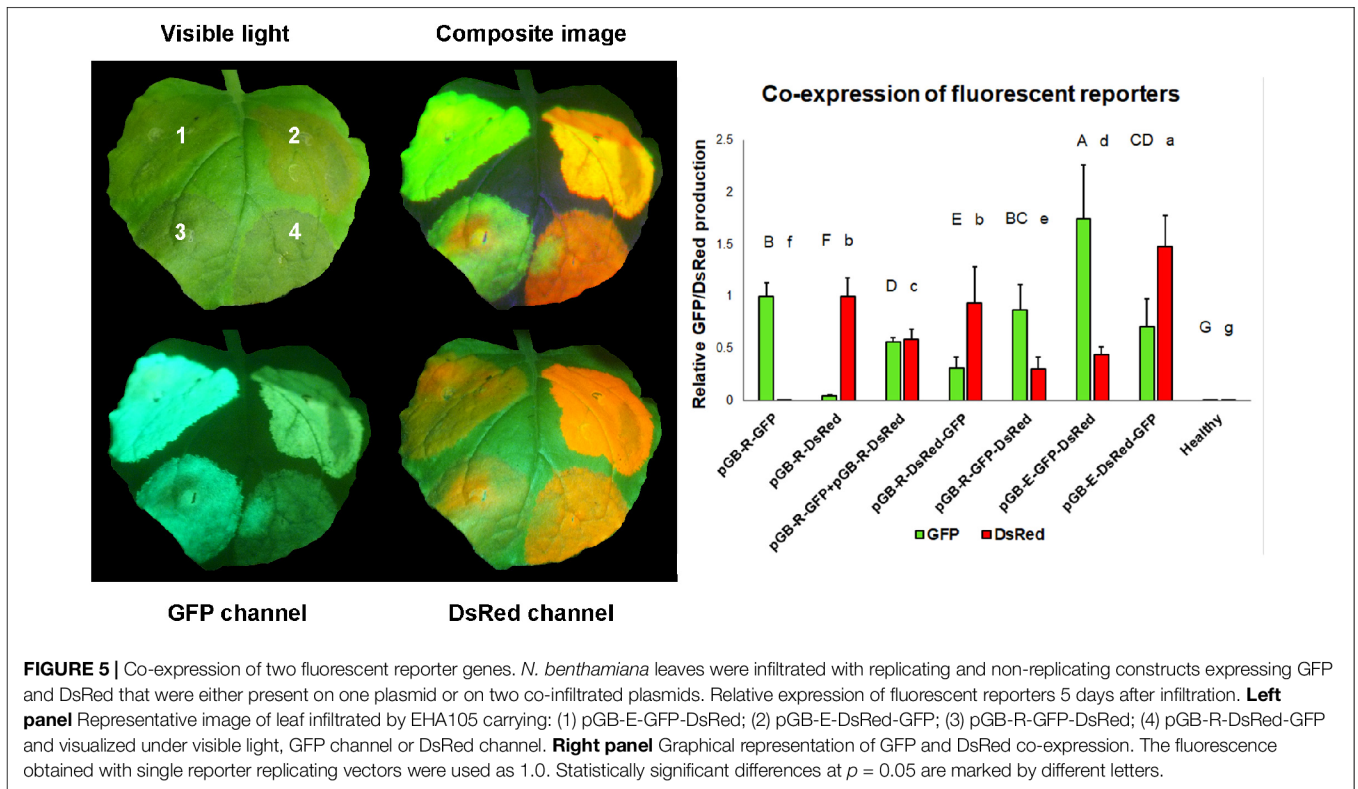 Visible light
Composite image
1
2
3
4
GFP channel
DsRed channel
Co-expression of fluorescent reporters
Relative GFP/DsRed production
2.5
2
1.5
1
0.5
0
B f
F b
D c
E b
BC e
A d
CD a
G g
pGB-R-GFP
pGB-R-DsRed
pGB-R-GFP+pGB-R-DsRed
pGB-R-DsRed-GFP
pGB-R-GFP-DsRed
pGB-E-GFP-DsRed
pGB-E-DsRed-GFP
Healthy
GFP
DsRed
FIGURE 5 | Co-expression of two fluorescent reporter genes. N. benthamiana leaves were infiltrated with replicating and non-replicating constructs expressing GFP
and DsRed that were either present on one plasmid or on two co-infiltrated plasmids. Relative expression of fluorescent reporters 5 days after infiltration. Left
panel Representative image of leaf infiltrated by EHA105 carrying: (1) pGB-E-GFP-DsRed; (2) pGB-E-DsRed-GFP; (3) pGB-R-GFP-DsRed; (4) pGB-R-DsRed-GFP
and visualized under visible light, GFP channel or DsRed channel. Right panel Graphical representation of GFP and DsRed co-expression. The fluorescence
obtained with single reporter replicating vectors were used as 1.0. Statistically significant differences at p = 0.05 are marked by different letters.